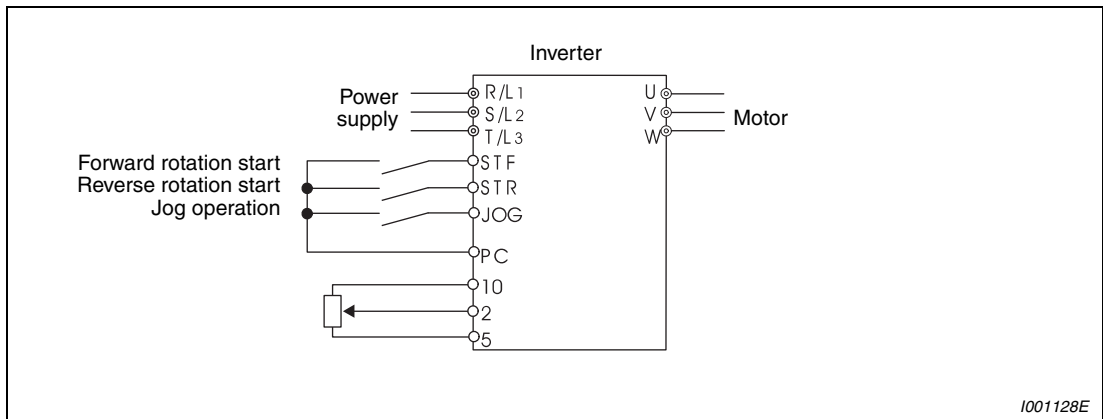 Inverter
Power supply
R/L1
S/L2
T/L3
U
V
W
Motor
Forward rotation start
Reverse rotation start
Jog operation
STF
STR
JOG
PC
10
2
5
I001128E